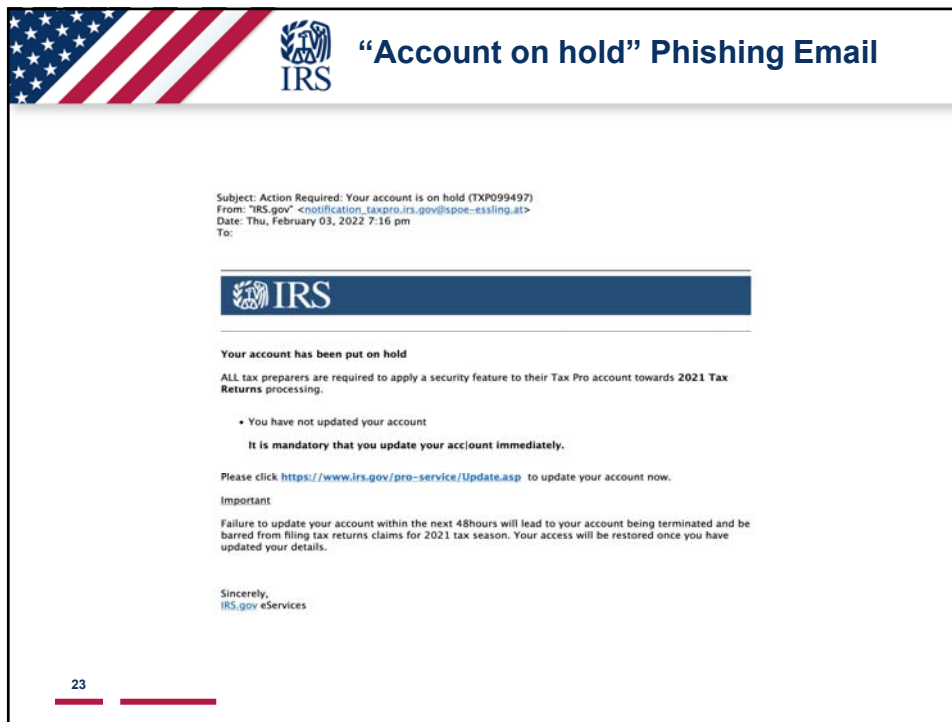 IRS
“Account on hold” Phishing Email
Subject: Action Required: Your account is on hold (TXP099497)
From: "IRS.gov" <notification_taxpro.irs.gov@spoe-essling.at>
Date: Thu, February 03, 2022 7:16 pm
To:
IRS
Your account has been put on hold
ALL tax preparers are required to apply a security feature to their Tax Pro account towards 2021 Tax
Returns processing.
• You have not updated your account
It is mandatory that you update your acc|ount immediately.
Please click https://www.irs.gov/pro-service/Update.asp to update your account now.
Important
Failure to update your account within the next 48hours will lead to your account being terminated and be
barred from filing tax returns claims for 2021 tax season. Your access will be restored once you have
updated your details.
Sincerely,
IRS.gov eServices
23